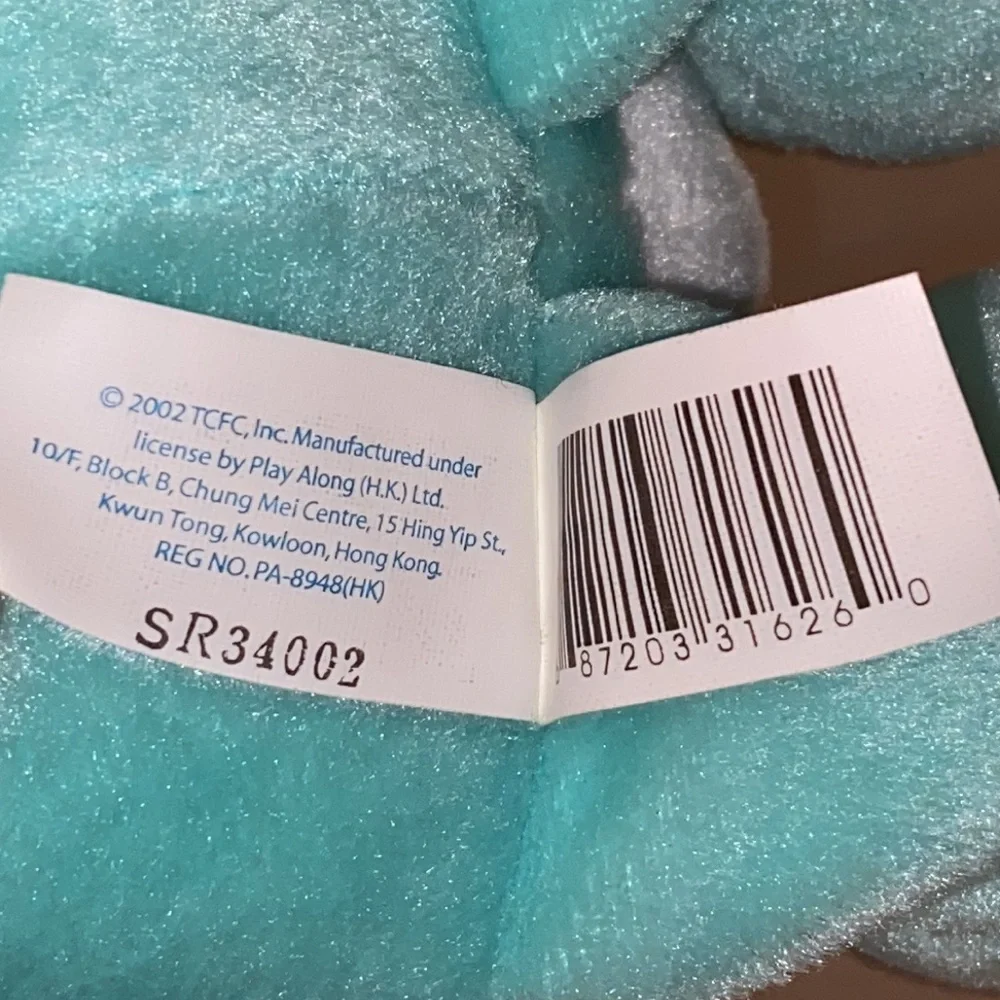 © 2002 TCFC, Inc. Manufactured under
license by Play Along (H.K.) Ltd.
10/F, Block B, Chung Mei Centre, 15 Hing Yip St.,
Kwun Tong, Kowloon, Hong Kong.
REG NO. PA-8948(HK)
SR34002
87203 31626 0